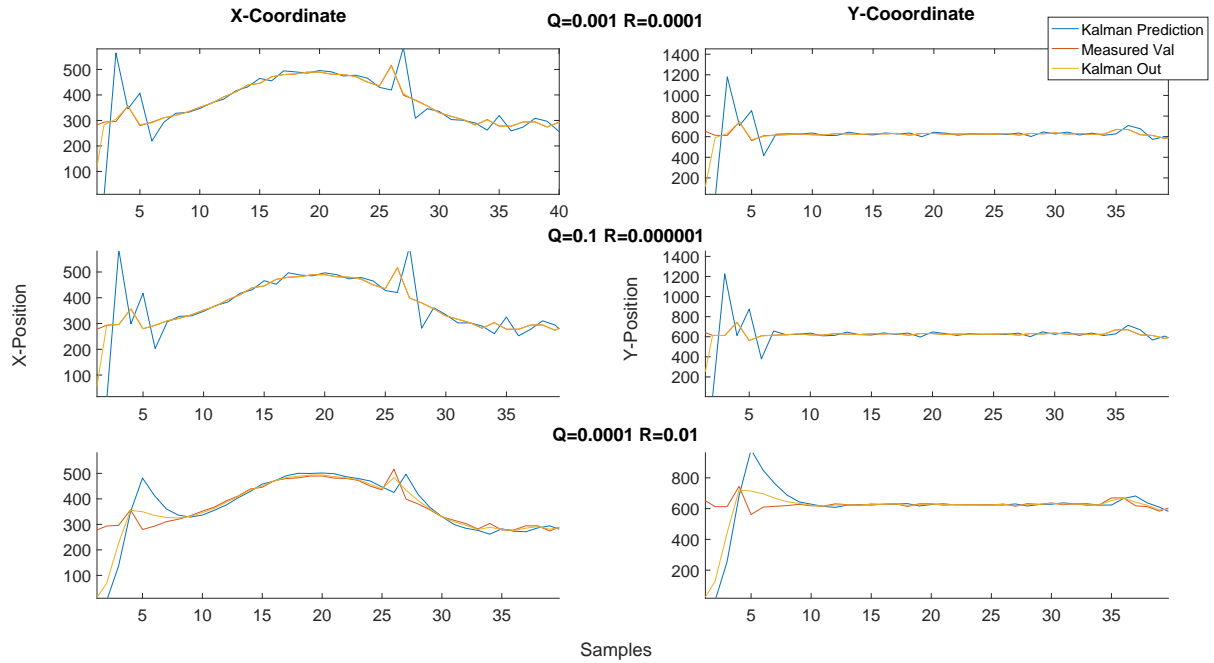 X-Coordinate
Q=0.001 R=0.0001
Y-Cooordinate
Kalman Prediction
Measured Val
Kalman Out
500
400
300
200
100
5 10 15 20 25 30 35 40
1400
1200
1000
800
600
400
200
5 10 15 20 25 30 35
Q=0.1 R=0.000001
X-Position
500
400
300
200
100
5 10 15 20 25 30 35
Y-Position
1400
1200
1000
800
600
400
200
5 10 15 20 25 30 35
Q=0.0001 R=0.01
500
400
300
200
100
5 10 15 20 25 30 35
800
600
400
200
5 10 15 20 25 30 35
Samples